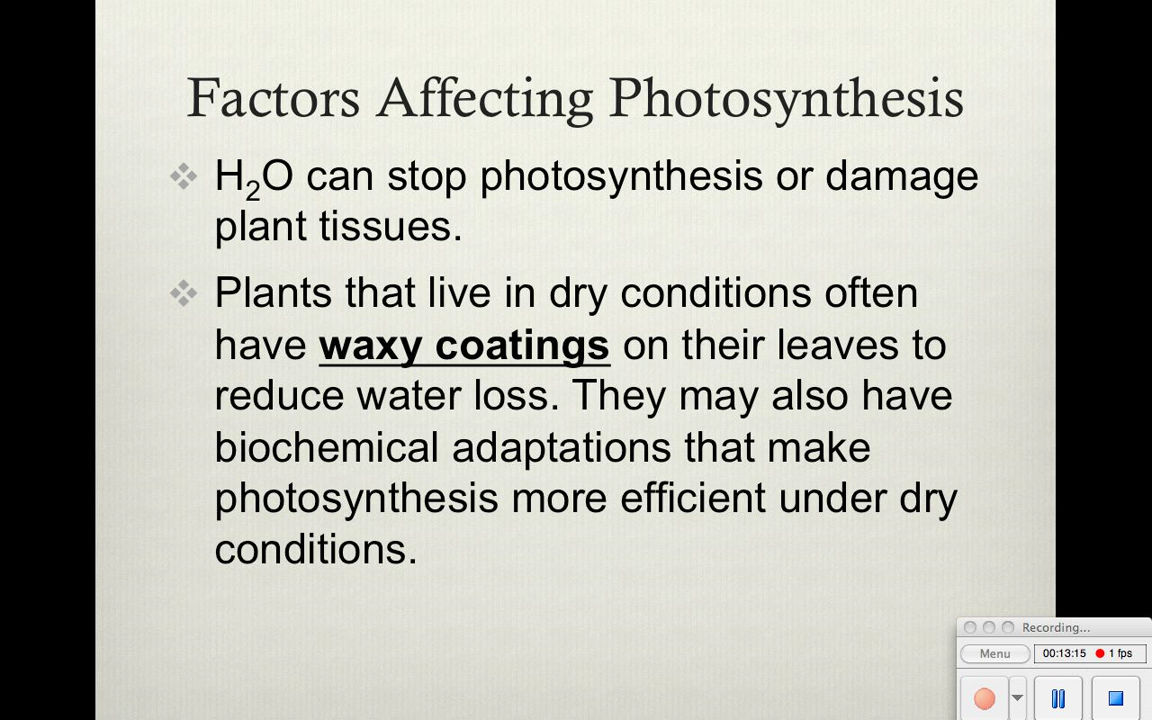 Factors Affecting Photosynthesis
❖ H₂O can stop photosynthesis or damage
plant tissues.
❖ Plants that live in dry conditions often
have waxy coatings on their leaves to
reduce water loss. They may also have
biochemical adaptations that make
photosynthesis more efficient under dry
conditions.
Recording...
Menu 00:13:15 1 fps